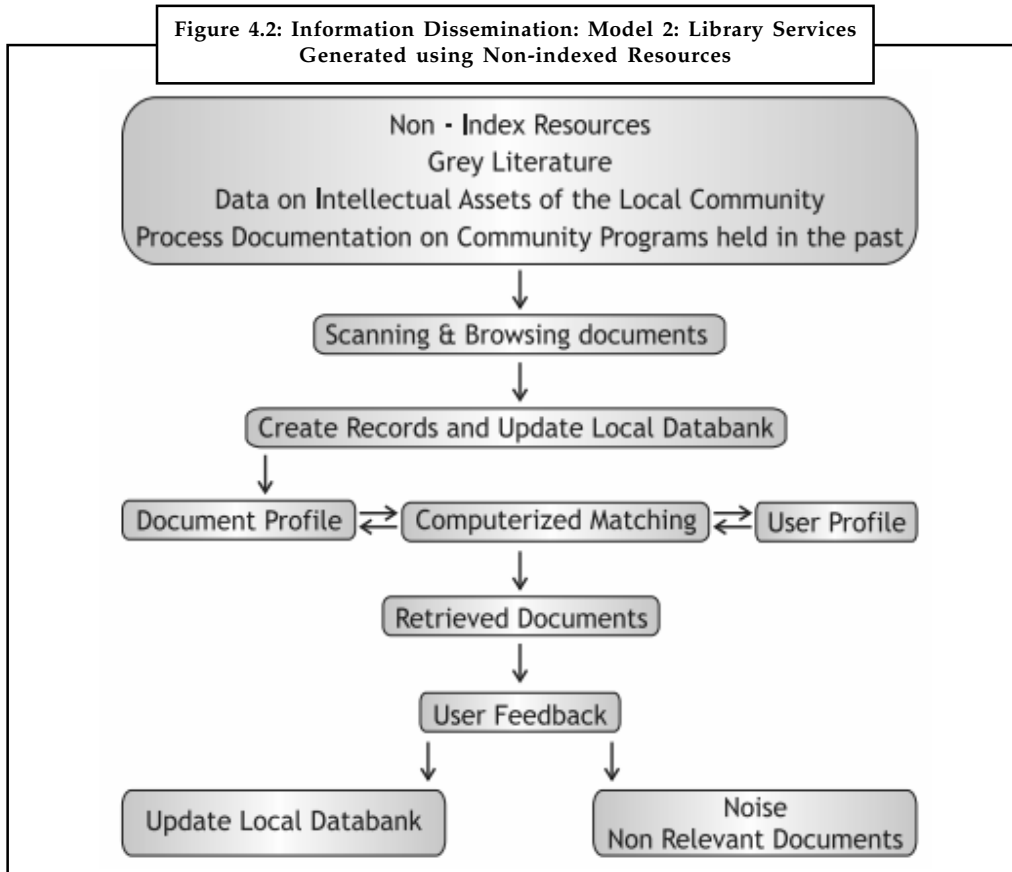 Figure 4.2: Information Dissemination: Model 2: Library Services
Generated using Non-indexed Resources
Non - Index Resources
Grey Literature
Data on Intellectual Assets of the Local Community
Process Documentation on Community Programs held in the past
Scanning & Browsing documents
Create Records and Update Local Databank
Document Profile
Computerized Matching
User Profile
Retrieved Documents
User Feedback
Update Local Databank
Noise
Non Relevant Documents